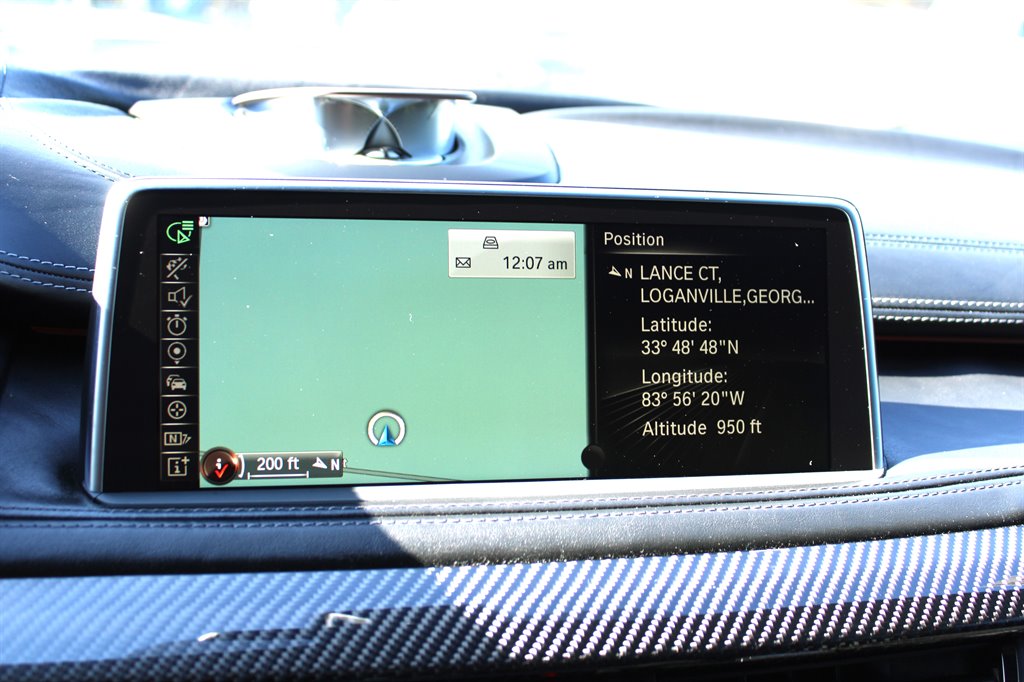 12:07 am
Position
N LANCE CT,
LOGANVILLE,GEORG...
Latitude:
33° 48' 48"N
Longitude:
83° 56' 20"W
Altitude 950 ft
N
i+
i
200 ft
N